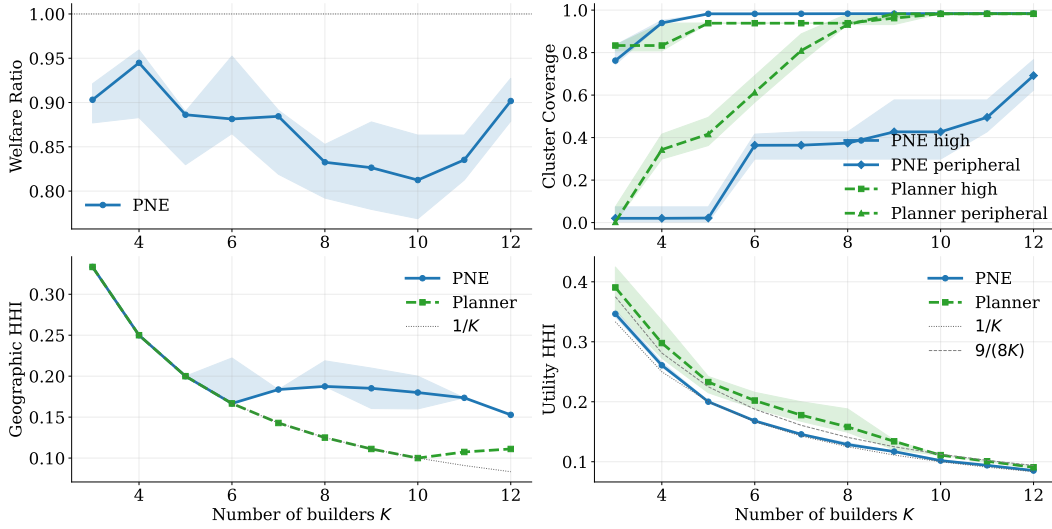 Welfare Ratio
1.00
0.95
0.90
0.85
0.80
PNE
4
6
8
10
12
Cluster Coverage
1.0
0.8
0.6
0.4
0.2
0.0
PNE high
PNE peripheral
Planner high
Planner peripheral
4
6
8
10
12
Geographic HHI
0.30
0.25
0.20
0.15
0.10
PNE
Planner
1/K
4
6
8
10
12
Number of builders K
Utility HHI
0.4
0.3
0.2
0.1
PNE
Planner
1/K
9/(8K)
4
6
8
10
12
Number of builders K